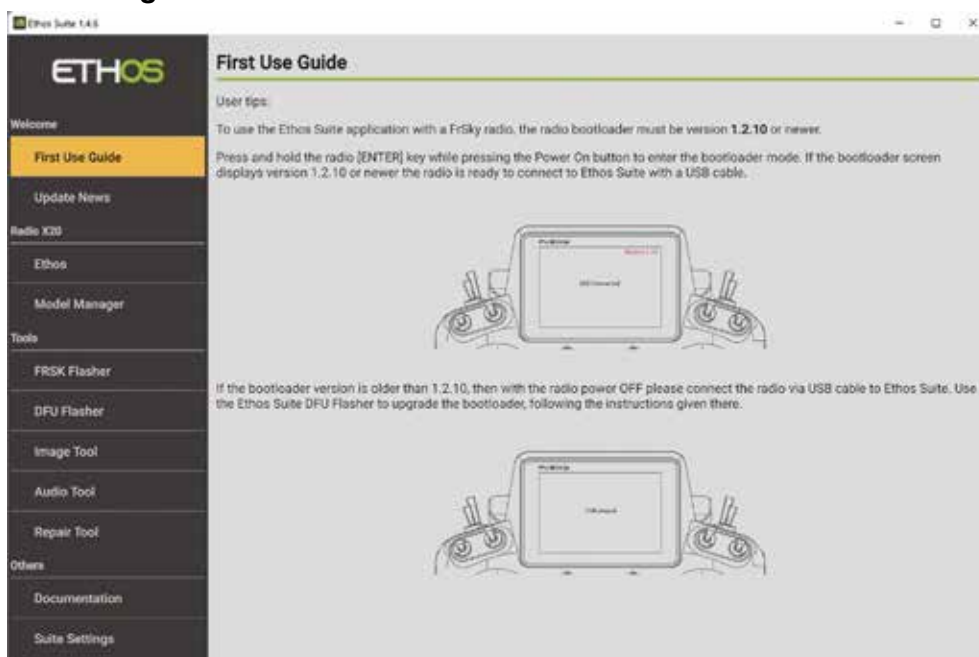 Ethos Suite 1.4.6
ETHOS
Welcome
First Use Guide
Update News
Radio X20
Ethos
Model Manager
Tools
FRSK Flasher
DFU Flasher
Image Tool
Audio Tool
Repair Tool
Others
Documentation
Suite Settings
First Use Guide
User tips:
To use the Ethos Suite application with a FrSky radio, the radio bootloader must be version 1.2.10 or newer.
Press and hold the radio [ENTER] key while pressing the Power On button to enter the bootloader mode. If the bootloader screen
displays version 1.2.10 or newer the radio is ready to connect to Ethos Suite with a USB cable.
If the bootloader version is older than 1.2.10, then with the radio power OFF please connect the radio via USB cable to Ethos Suite. Use
the Ethos Suite DFU Flasher to upgrade the bootloader, following the instructions given there.